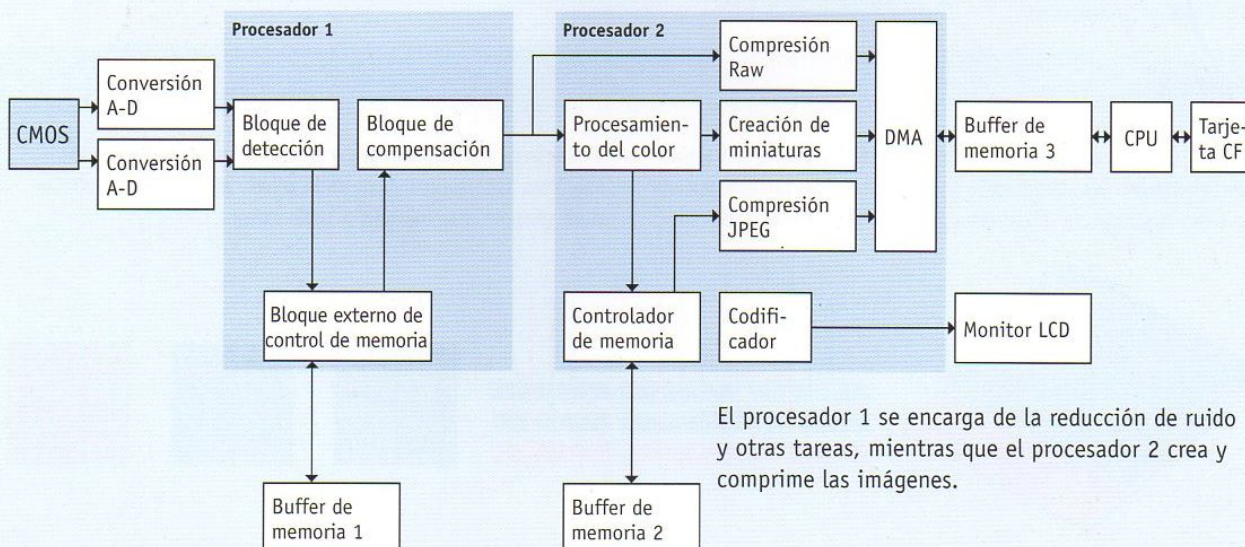 Procesador 1
Procesador 2
CMOS
Conversión
A-D
Conversión
A-D
Bloque de
detección
Bloque de
compensación
Bloque externo de
control de memoria
Buffer de
memoria 1
Procesamien-
to del color
Compresión
Raw
Creación de
miniaturas
Compresión
JPEG
DMA
Buffer de
memoria 3
CPU
Tarje-
ta CF
Controlador
de memoria
Codifi-
cador
Monitor LCD
Buffer de
memoria 2
El procesador 1 se encarga de la reducción de ruido
y otras tareas, mientras que el procesador 2 crea y
comprime las imágenes.